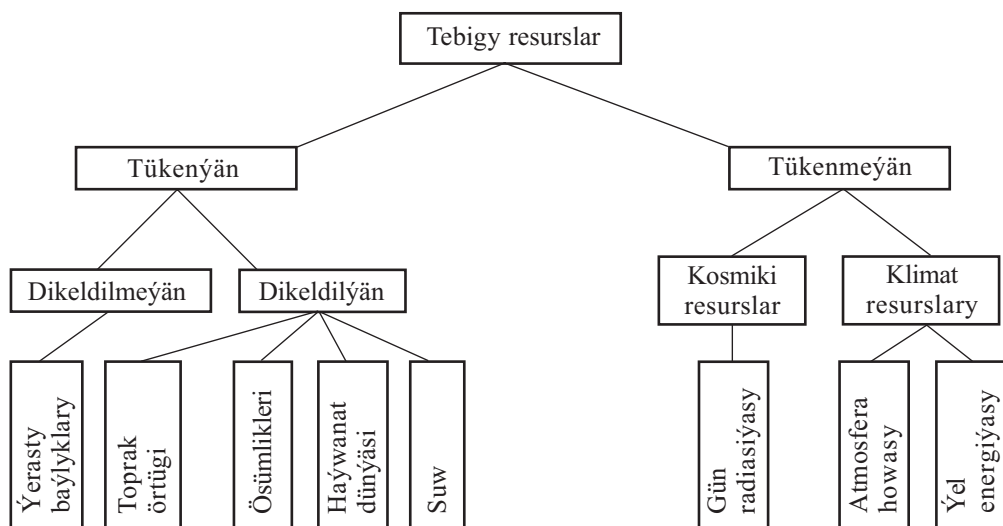 Tebigy resurslar
Tükenýän
Tükenmeýän
Dikeldilmeýän
Dikeldilýän
Kosmiki
resurslar
Klimat
resurslary
Ýerasty
baýlyklary
Toprak
örtügi
Ösümlikleri
Haýwanat
dünýäsi
Suw
Gün
radiasiýasy
Atmosfera
howasy
Ýel
energiýasy